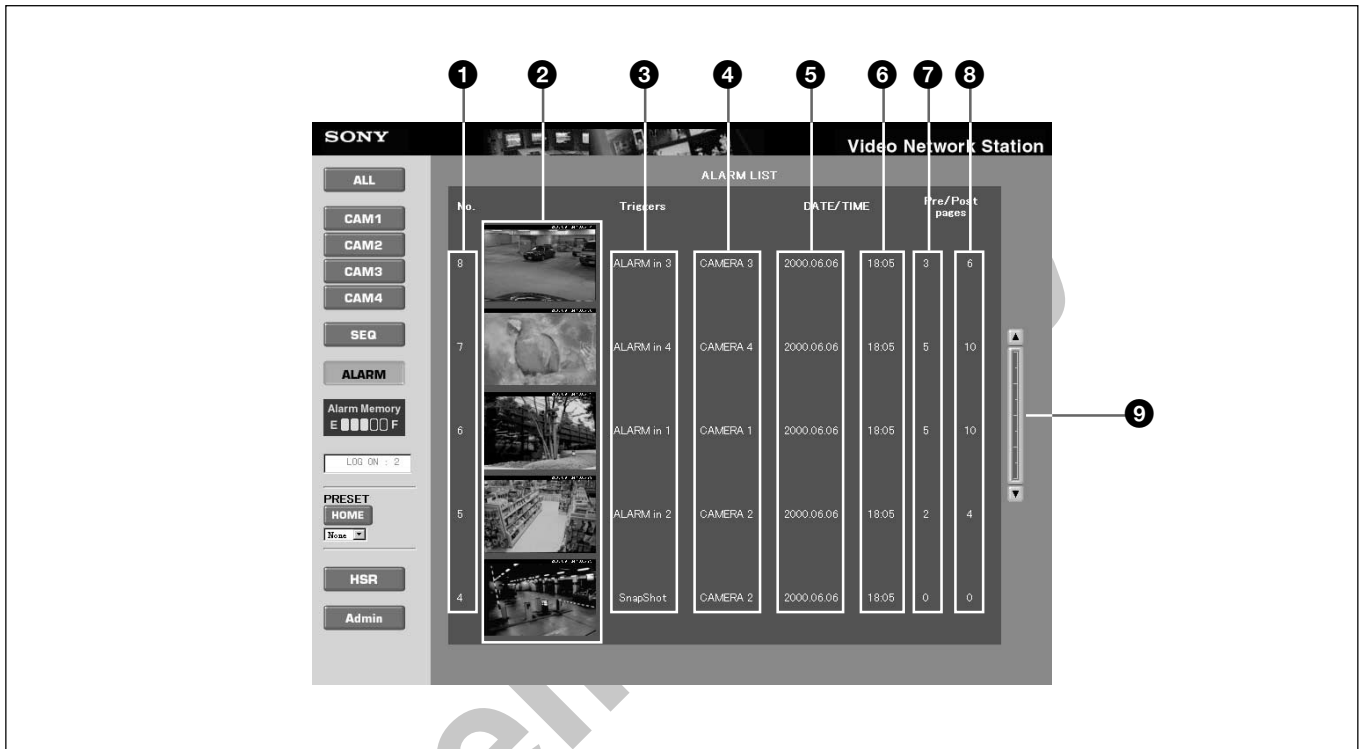 1 2 3 4 5 6 7 8
SONY
Video Network Station
ALL
CAM1
CAM2
CAM3
CAM4
SEQ
ALARM
Alarm Memory
E F
LOG ON : 2
PRESET
HOME
None
HSR
Admin
ALARM LIST
No. Triggers DATE/TIME Pre/Post
pages
8 ALARM in 3 CAMERA 3 2000.06.06 18:05 3 6
7 ALARM in 4 CAMERA 4 2000.06.06 18:05 5 10
6 ALARM in 1 CAMERA 1 2000.06.06 18:05 5 10
5 ALARM in 2 CAMERA 2 2000.06.06 18:05 2 4
4 SnapShot CAMERA 2 2000.06.06 18:05 0 0
9